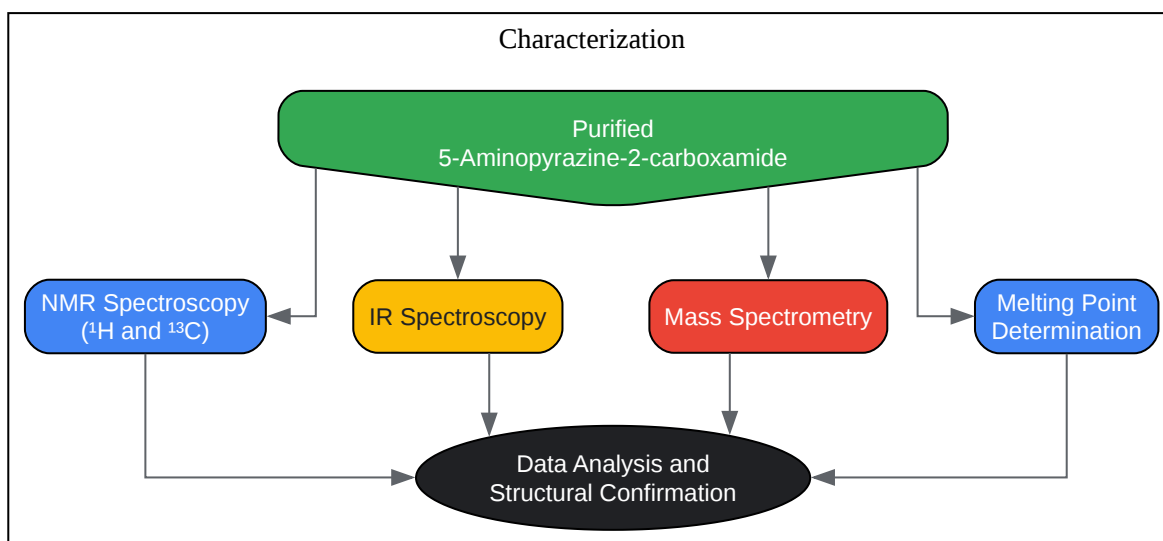 Characterization
Purified
5-Aminopyrazine-2-carboxamide
NMR Spectroscopy
(¹H and ¹³C)
IR Spectroscopy
Mass Spectrometry
Melting Point
Determination
Data Analysis and
Structural Confirmation